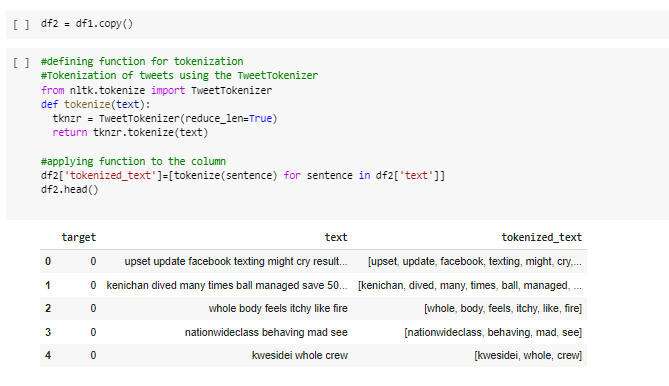 [ ] df2 = df1.copy()
[ ] #defining function for tokenization
#Tokenization of tweets using the TweetTokenizer
from nltk.tokenize import TweetTokenizer
def tokenize(text):
  tknzr = TweetTokenizer(reduce_len=True)
  return tknzr.tokenize(text)
#applying function to the column
df2['tokenized_text']=[tokenize(sentence) for sentence in df2['text']]
df2.head()
target text tokenized_text
0 0 upset update facebook texting might cry result... [upset, update, facebook, texting, might, cry,...
1 0 kenichan dived many times ball managed save 50... [kenichan, dived, many, times, ball, managed, ...
2 0 whole body feels itchy like fire [whole, body, feels, itchy, like, fire]
3 0 nationwideclass behaving mad see [nationwideclass, behaving, mad, see]
4 0 kwesidei whole crew [kwesidei, whole, crew]